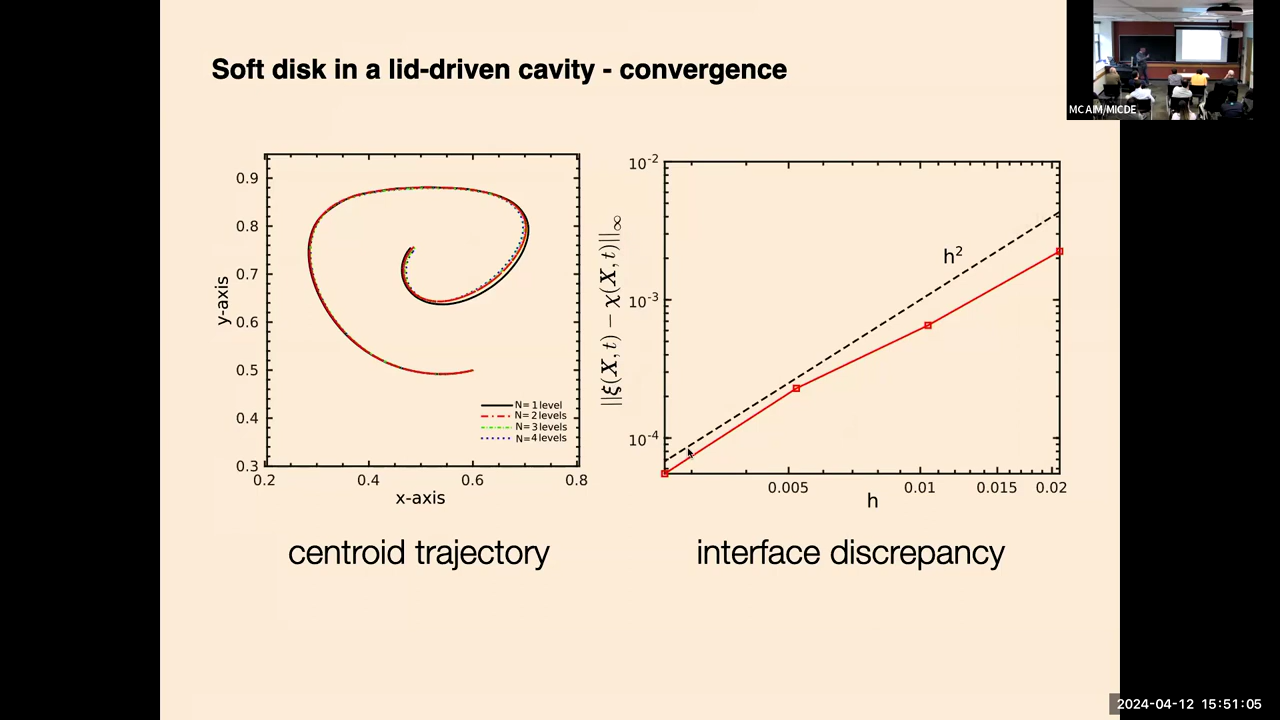 Soft disk in a lid-driven cavity - convergence
MCAIM/MICDE
0.9
0.8
0.7
0.6
0.5
0.4
0.3
y-axis
0.2
0.4
0.6
0.8
x-axis
N= 1 level
N= 2 levels
N= 3 levels
N= 4 levels
centroid trajectory
10⁻²
10⁻³
10⁻⁴
||ξ(X, t) − χ(X, t)||∞
h²
0.005
0.01
0.015
0.02
h
interface discrepancy
2024-04-12 15:51:05